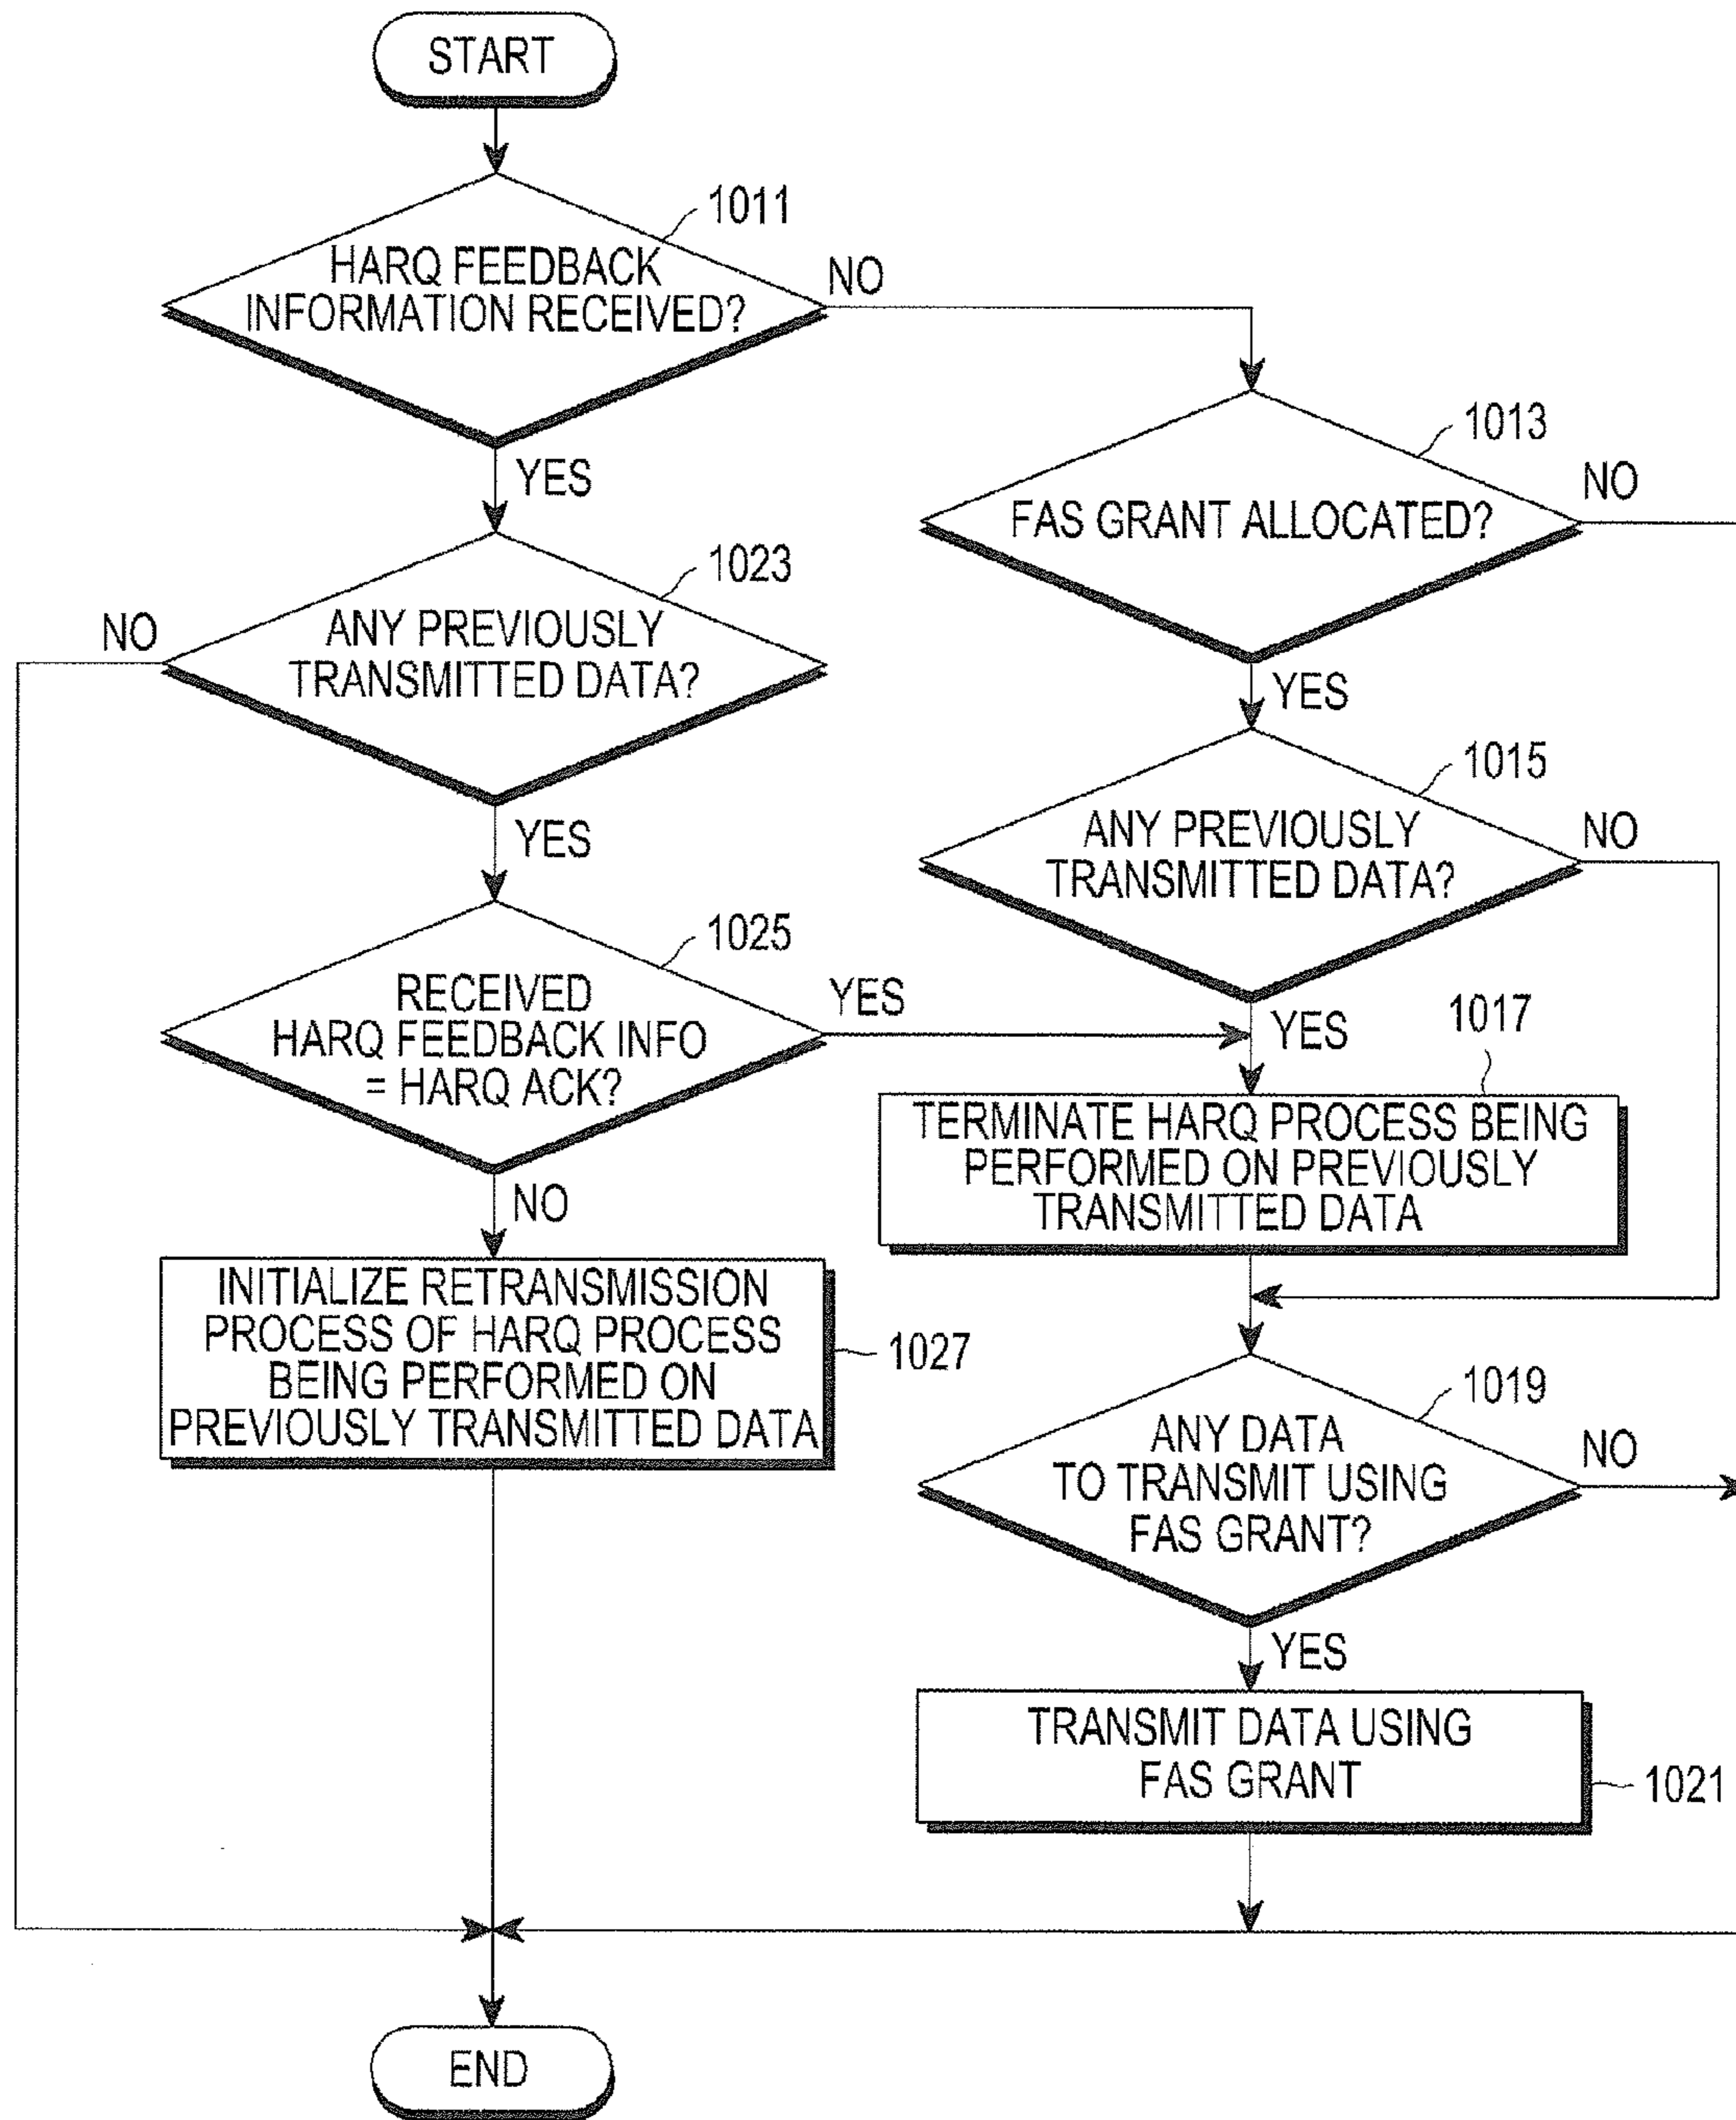 START
1011
HARQ FEEDBACK
INFORMATION RECEIVED?
NO
YES
1013
FAS GRANT ALLOCATED?
NO
YES
1023
ANY PREVIOUSLY
TRANSMITTED DATA?
NO
YES
1015
ANY PREVIOUSLY
TRANSMITTED DATA?
NO
YES
1025
RECEIVED
HARQ FEEDBACK INFO
= HARQ ACK?
YES
NO
1017
TERMINATE HARQ PROCESS BEING
PERFORMED ON PREVIOUSLY
TRANSMITTED DATA
INITIALIZE RETRANSMISSION
PROCESS OF HARQ PROCESS
BEING PERFORMED ON
PREVIOUSLY TRANSMITTED DATA
1027
1019
ANY DATA
TO TRANSMIT USING
FAS GRANT?
NO
YES
TRANSMIT DATA USING
FAS GRANT
1021
END